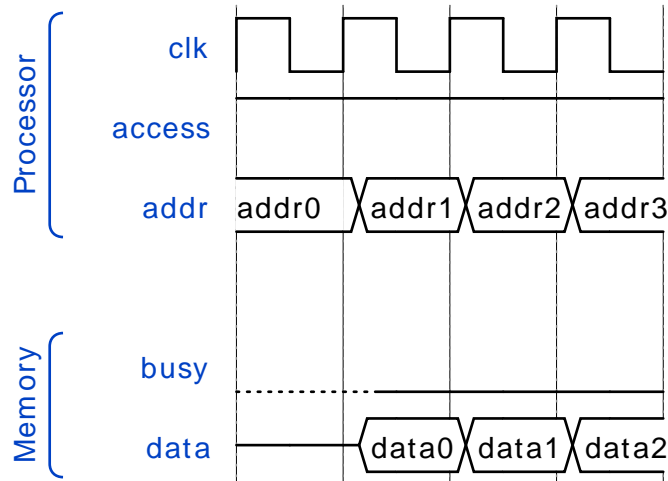 Processor
clk
access
addr
addr0 addr1 addr2 addr3
Memory
busy
data
data0 data1 data2